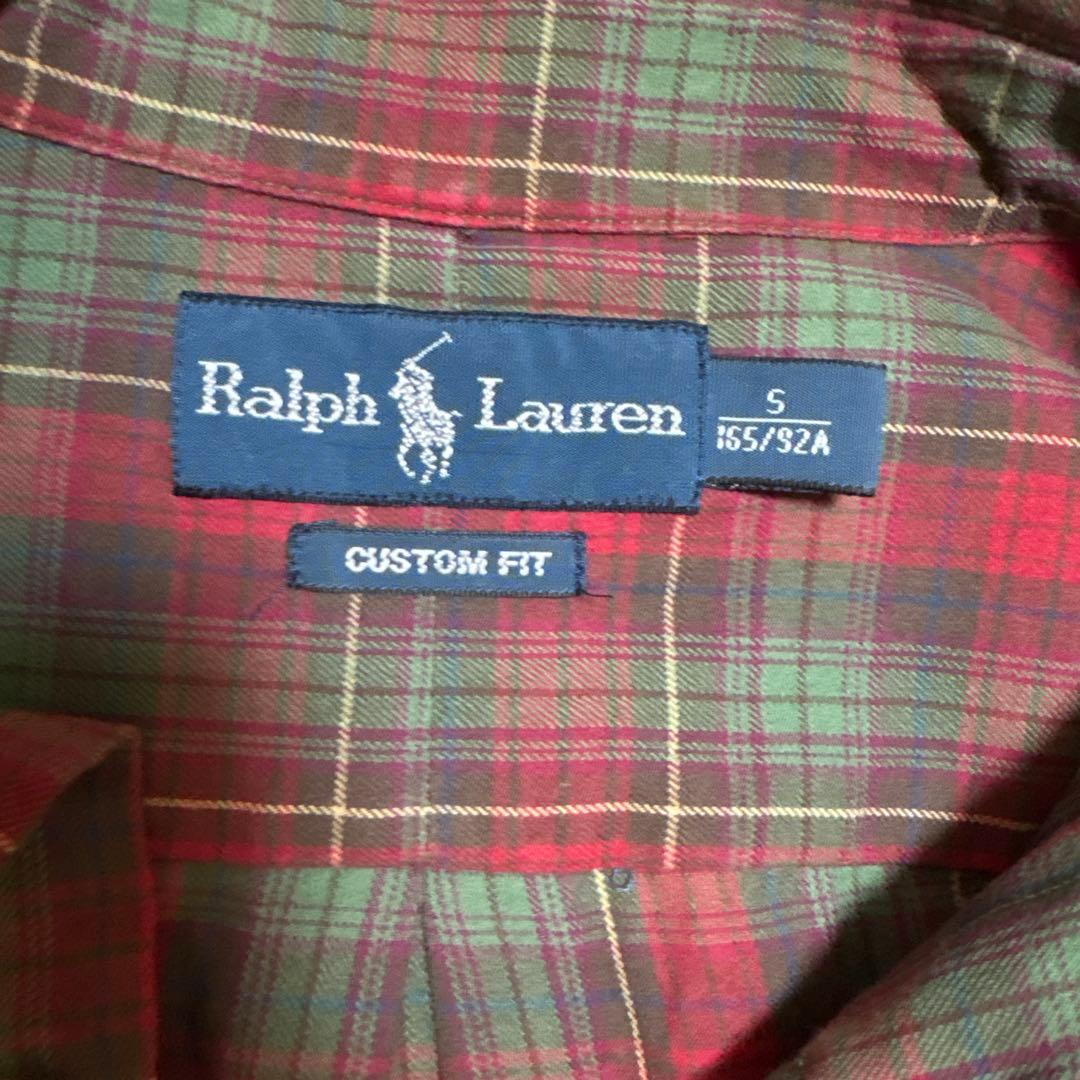 Ralph Lauren
S
165/92A
CUSTOM FIT